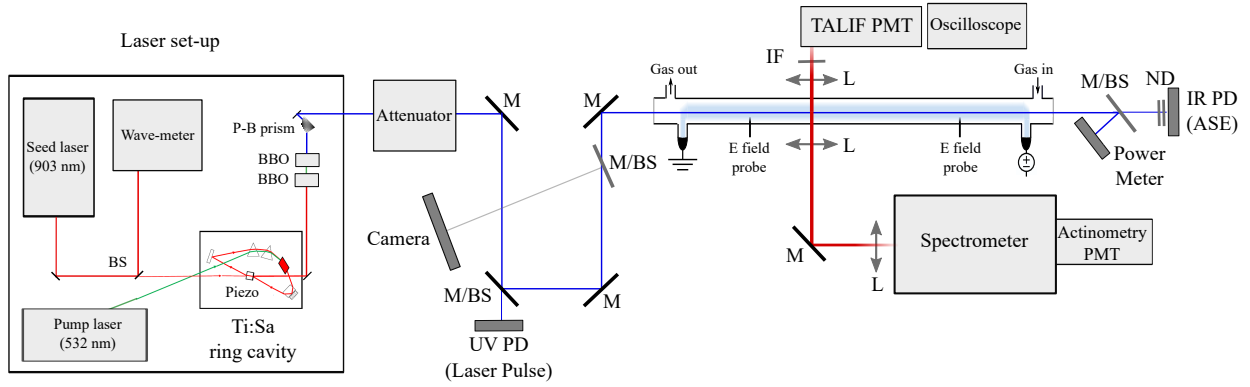 Laser set-up
Seed laser
(903 nm)
Wave-meter
P-B prism
BBO
BBO
BS
Piezo
Pump laser
(532 nm)
Ti:Sa
ring cavity
Attenuator
M
M
M/BS
Camera
M/BS
M
UV PD
(Laser Pulse)
TALIF PMT
Oscilloscope
IF
L
Gas out
Gas in
E field
probe
E field
probe
L
M/BS
ND
IR PD
(ASE)
Power
Meter
M
L
Spectrometer
Actinometry
PMT